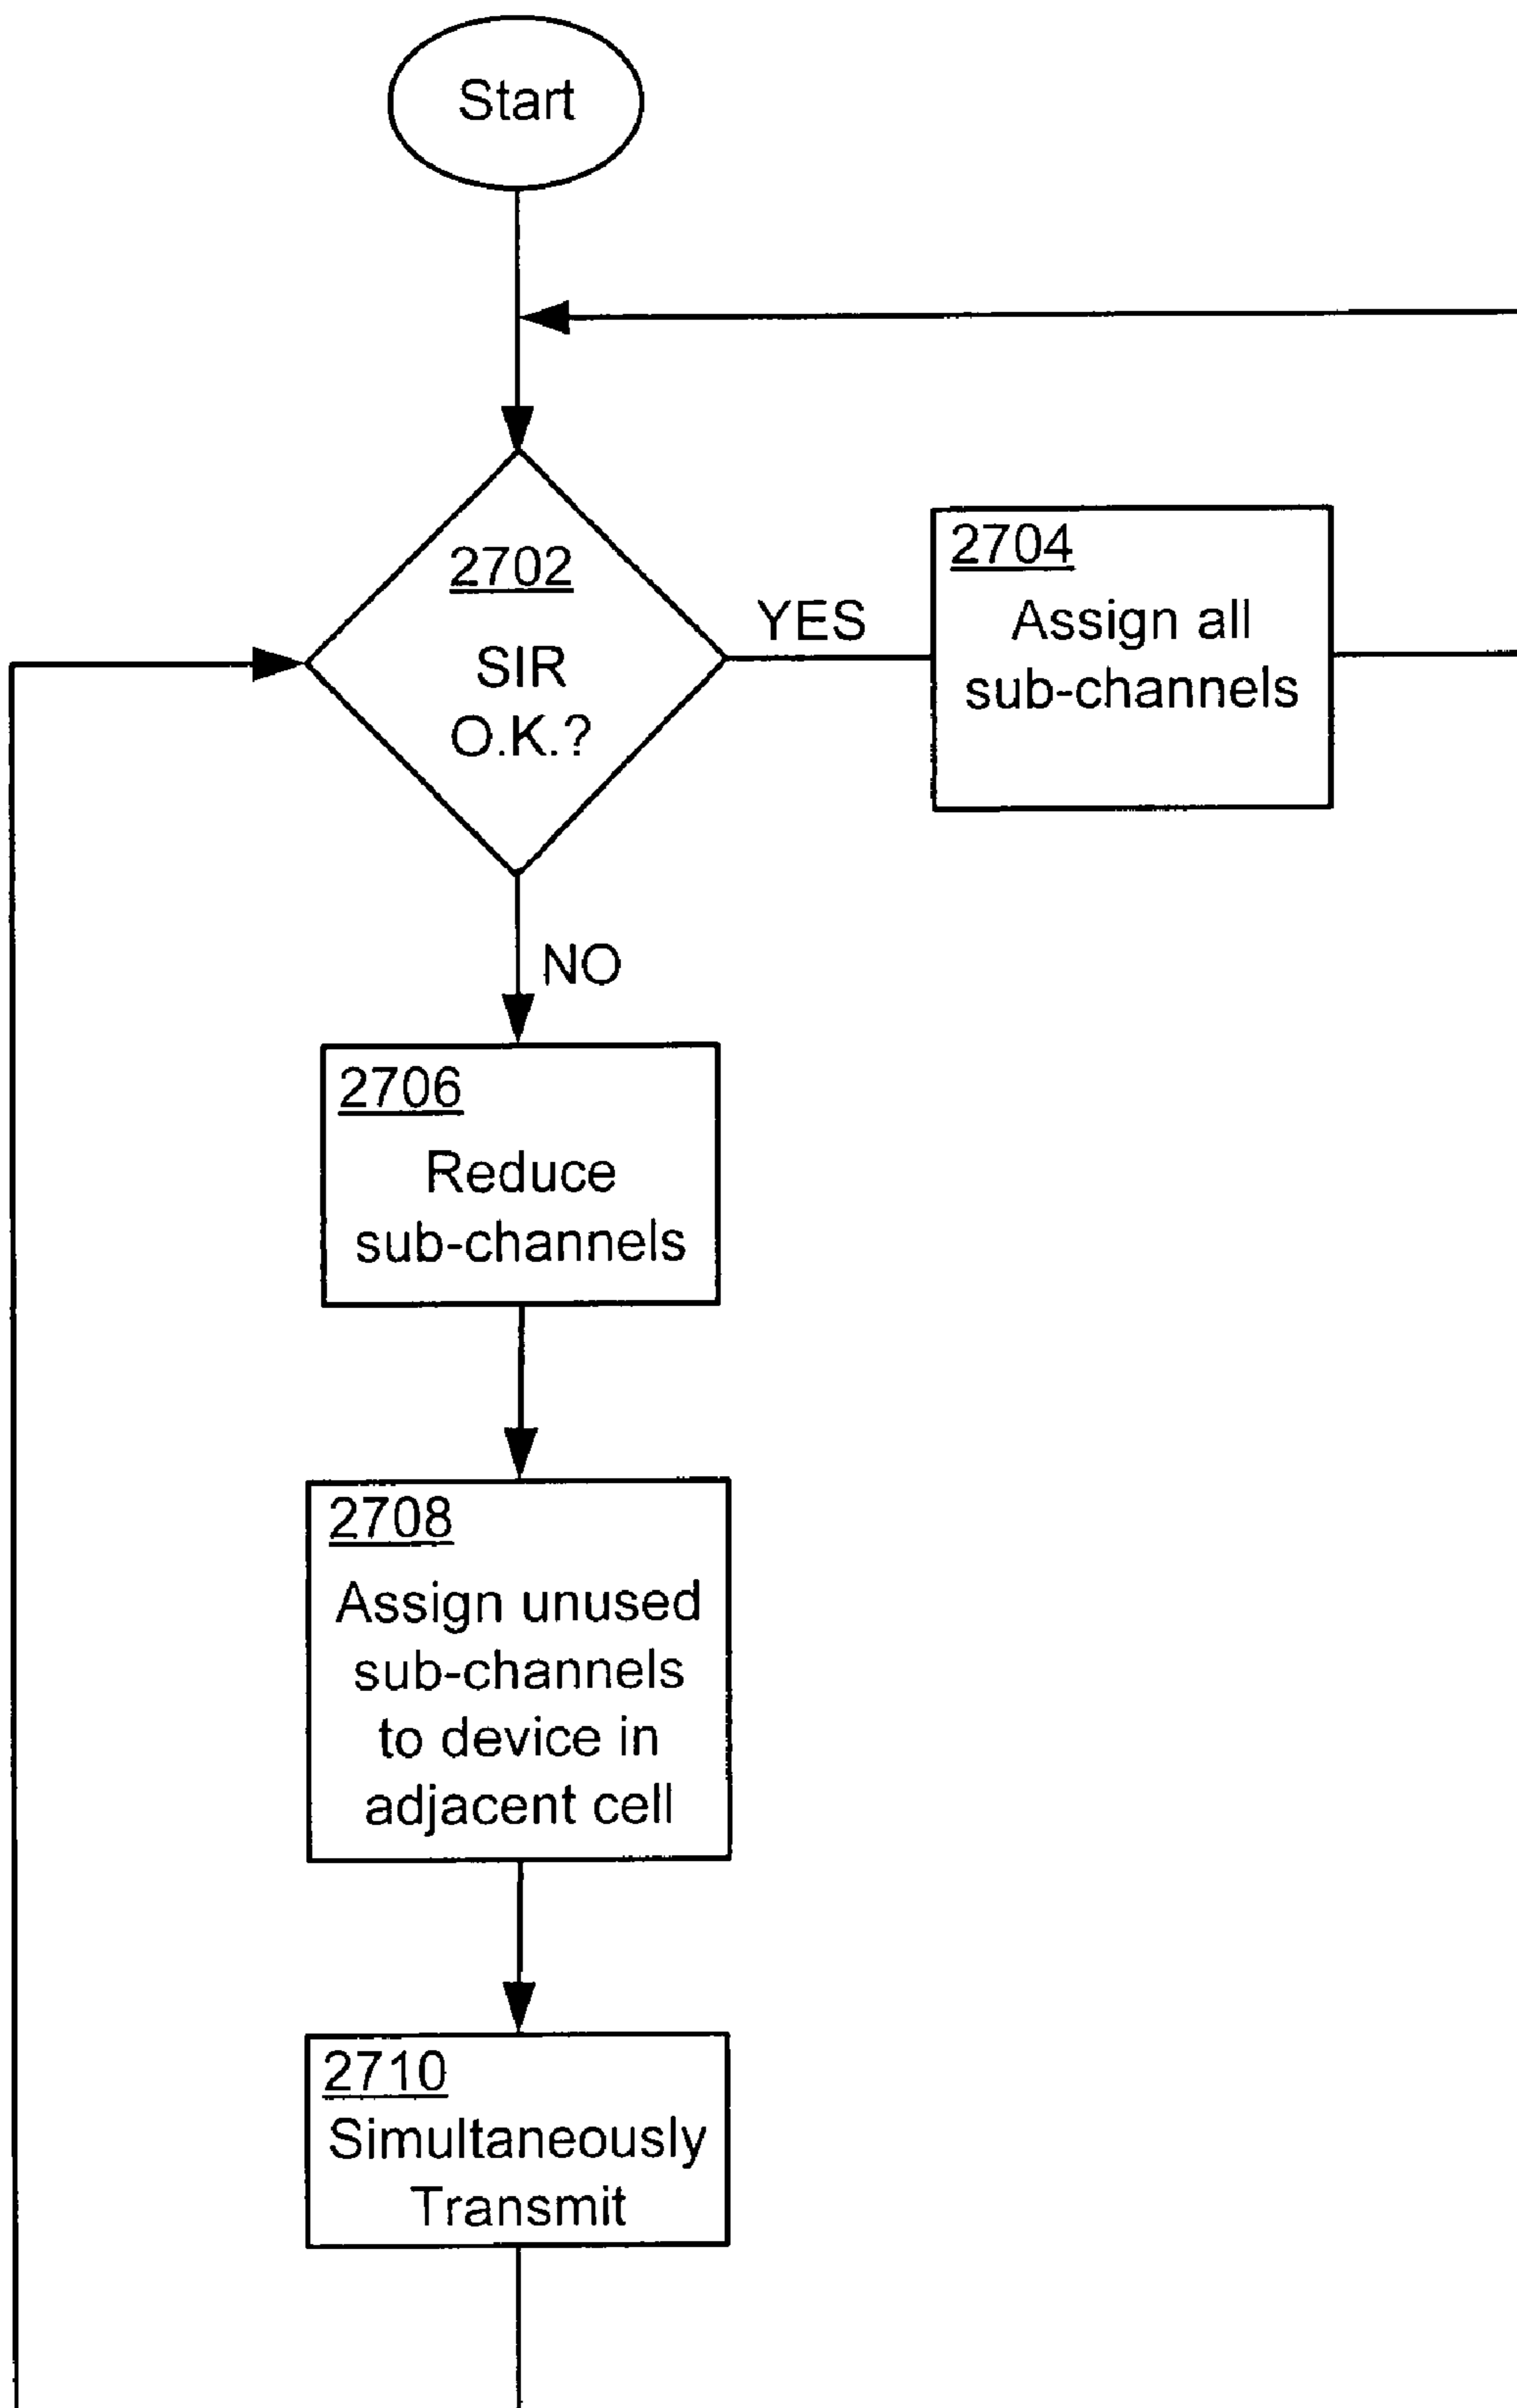 Start
2702
SIR
O.K.?
YES
2704
Assign all
sub-channels
NO
2706
Reduce
sub-channels
2708
Assign unused
sub-channels
to device in
adjacent cell
2710
Simultaneously
Transmit